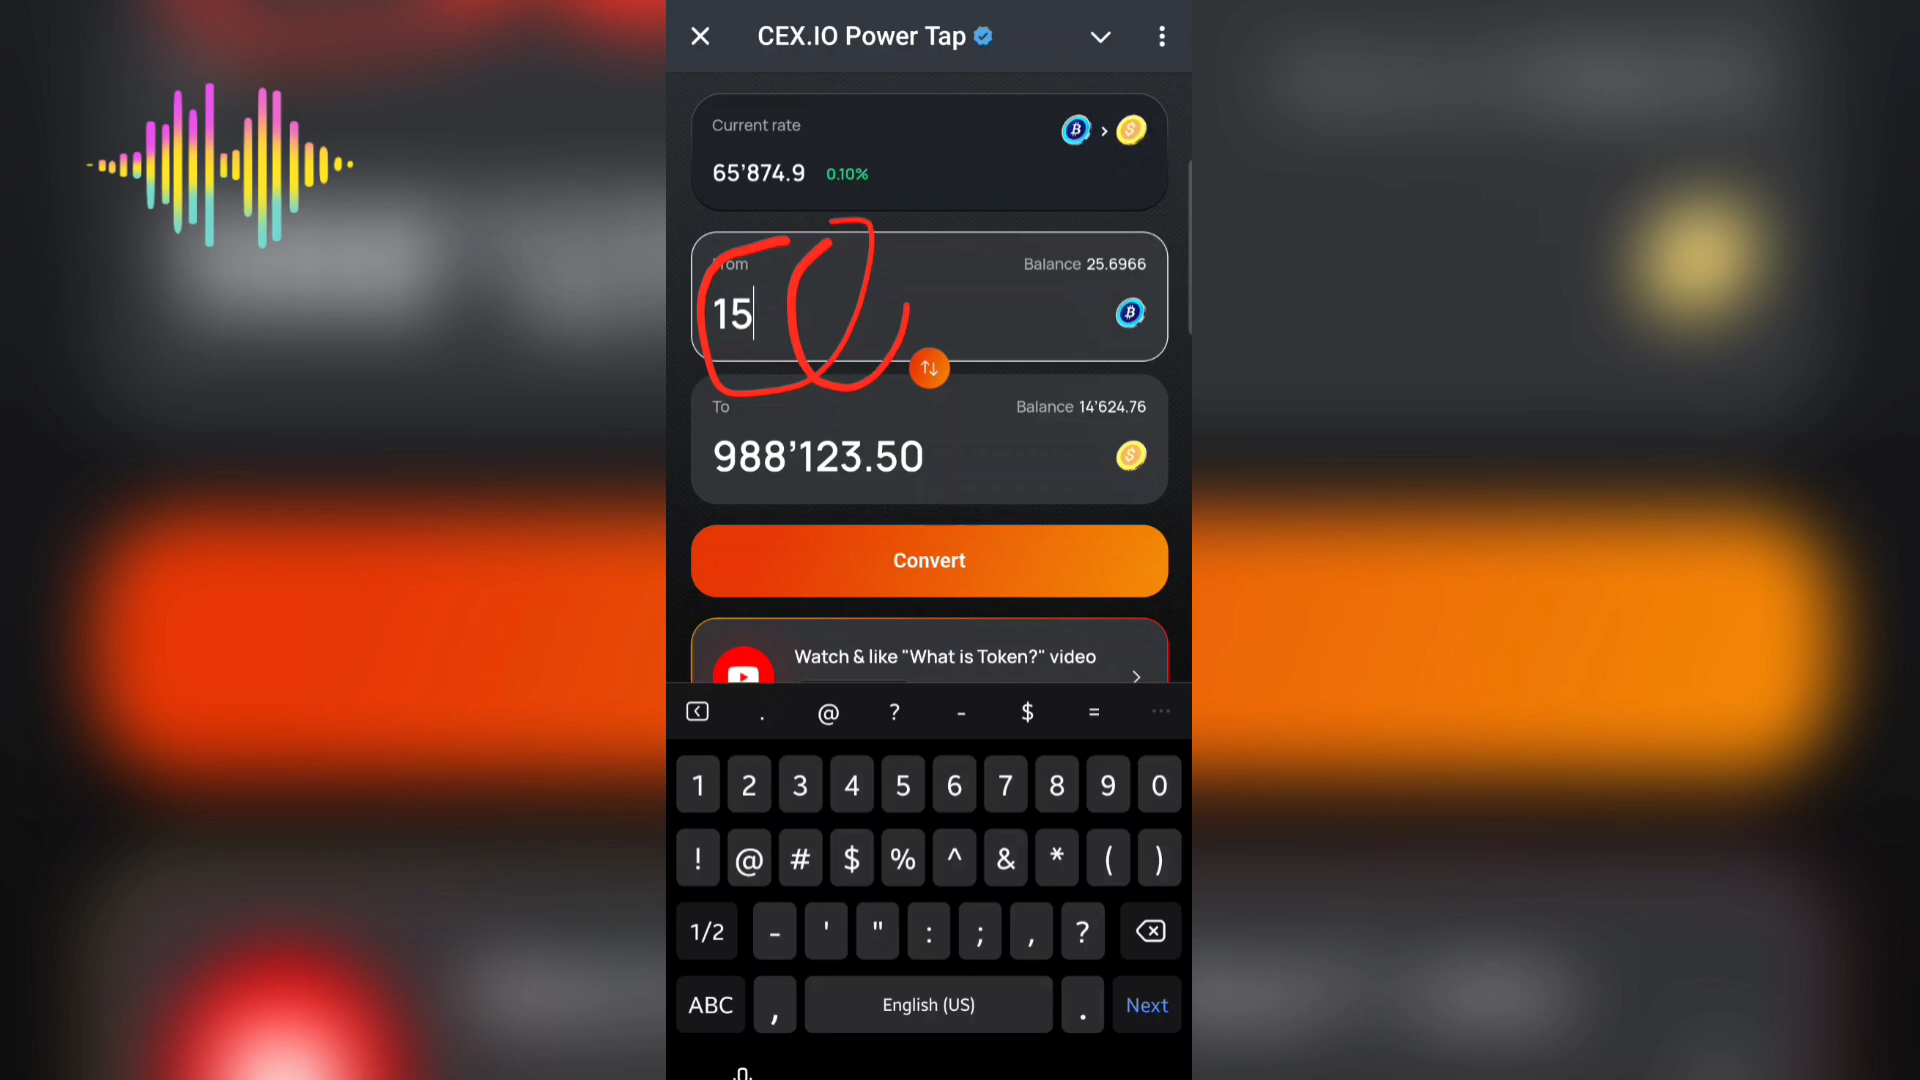 CEX.IO Power Tap
Current rate
65’874.9 0.10%
From Balance 25.6966
15
To Balance 14’624.76
988’123.50
Convert
Watch & like "What is Token?" video
. @ ? - $ = ...
1 2 3 4 5 6 7 8 9 0
! @ # $ % ^ & * ( )
1/2 - ' " : ; , ?
ABC , English (US) . Next